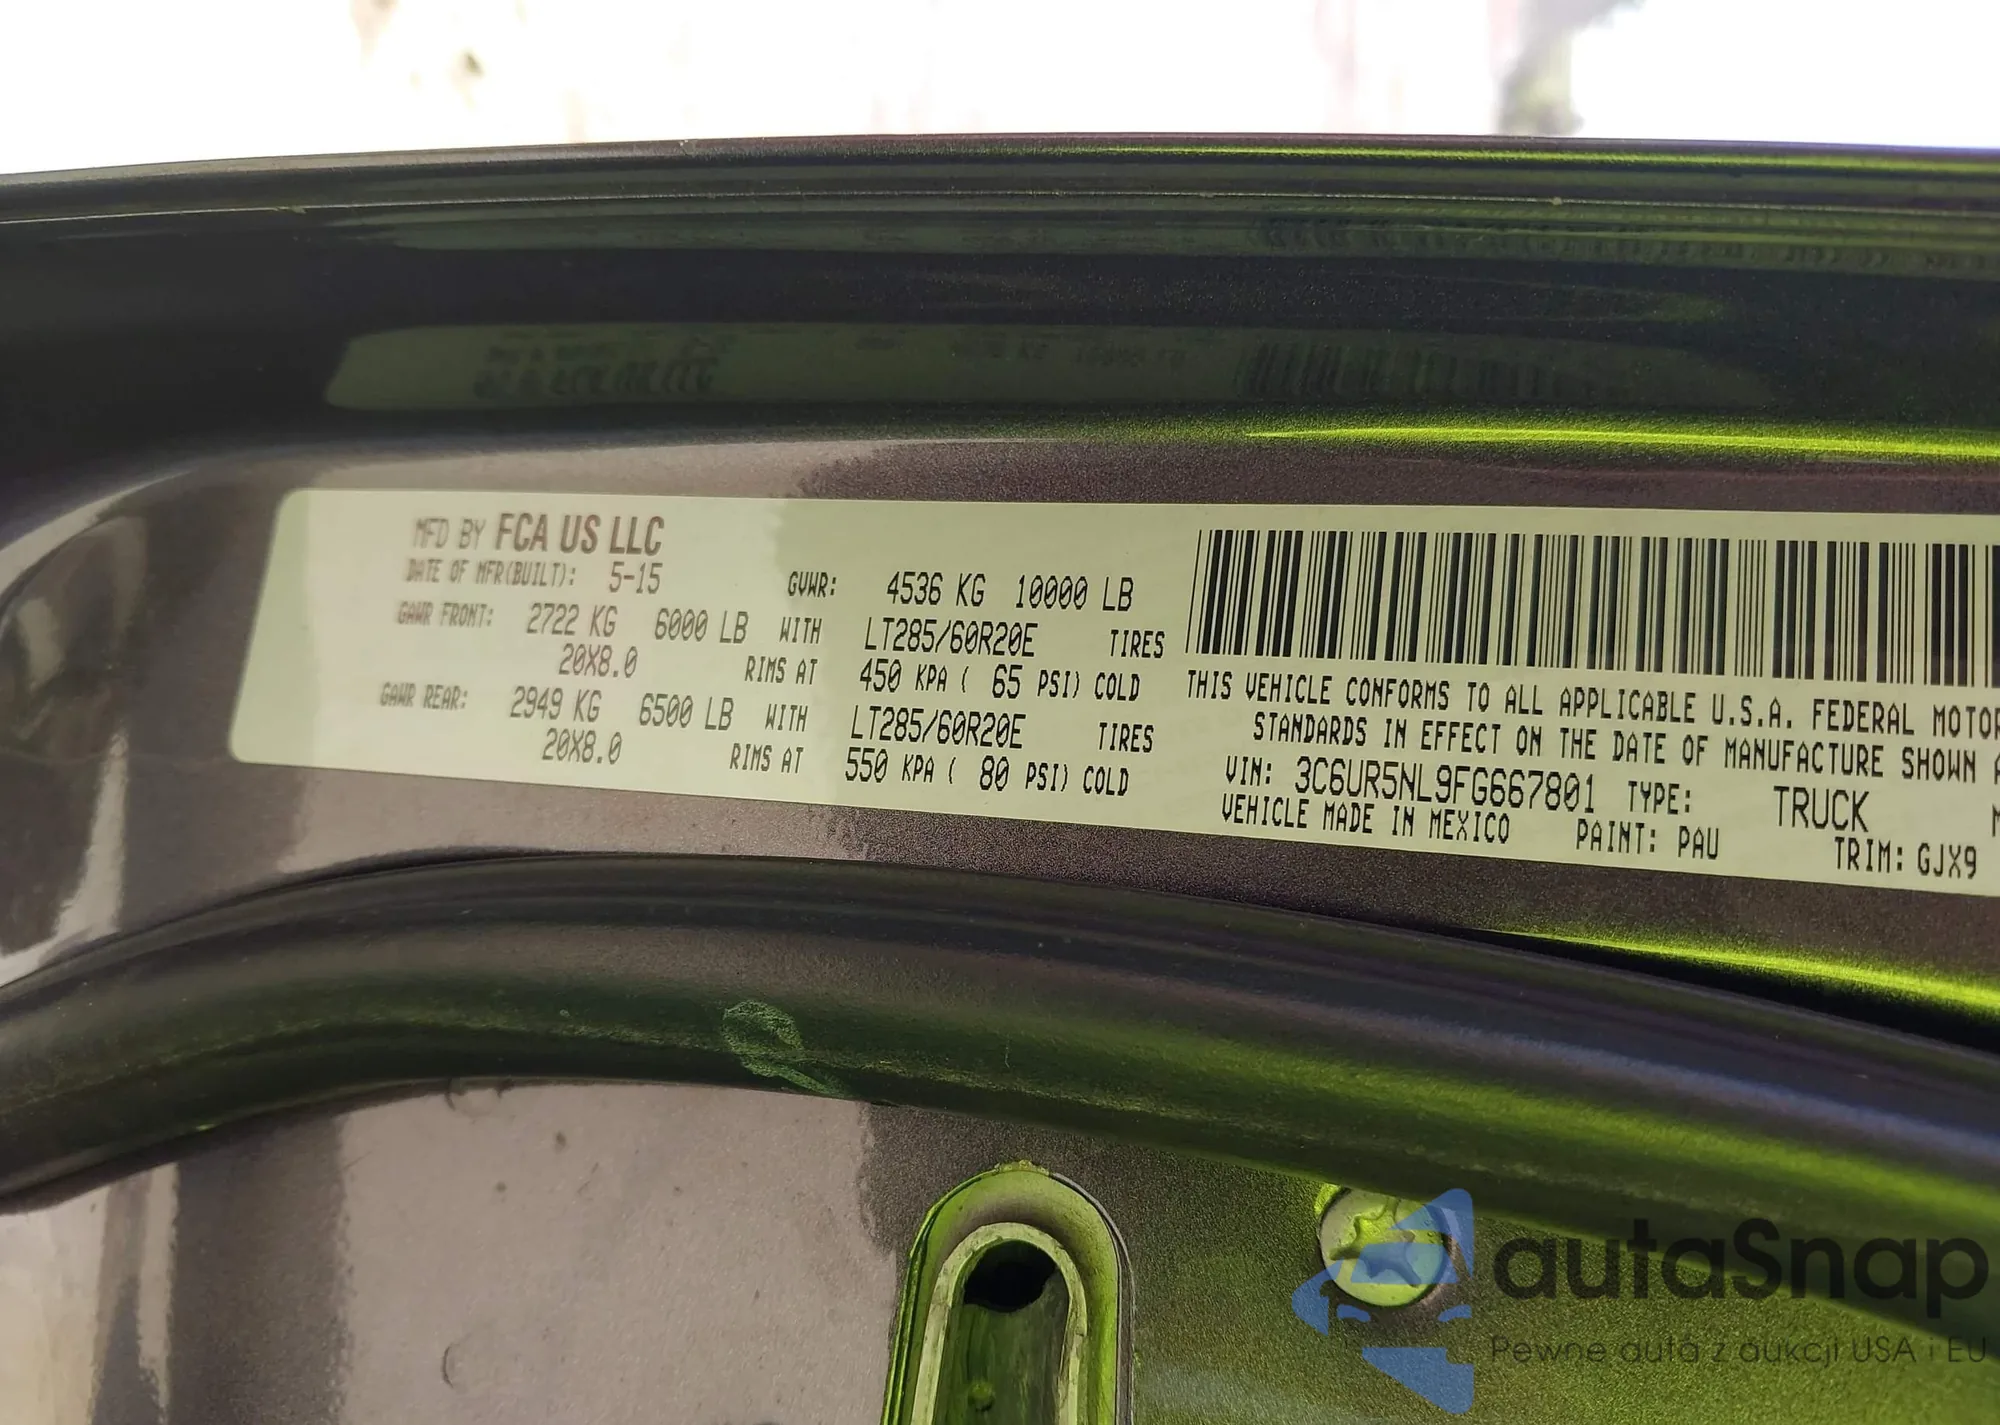 MFD BY FCA US LLC
DATE OF MFR(BUILT): 5-15 GVWR: 4536 KG 10000 LB
GAWR FRONT: 2722 KG 6000 LB WITH LT285/60R20E TIRES
20X8.0 RIMS AT 450 KPA ( 65 PSI) COLD
GAWR REAR: 2949 KG 6500 LB WITH LT285/60R20E TIRES
20X8.0 RIMS AT 550 KPA ( 80 PSI) COLD
THIS VEHICLE CONFORMS TO ALL APPLICABLE U.S.A. FEDERAL MOTOR
STANDARDS IN EFFECT ON THE DATE OF MANUFACTURE SHOWN
VIN: 3C6UR5NL9FG667801 TYPE: TRUCK
VEHICLE MADE IN MEXICO PAINT: PAU TRIM: GJX9
autaSnap
Pewne auta z aukcji USA i EU